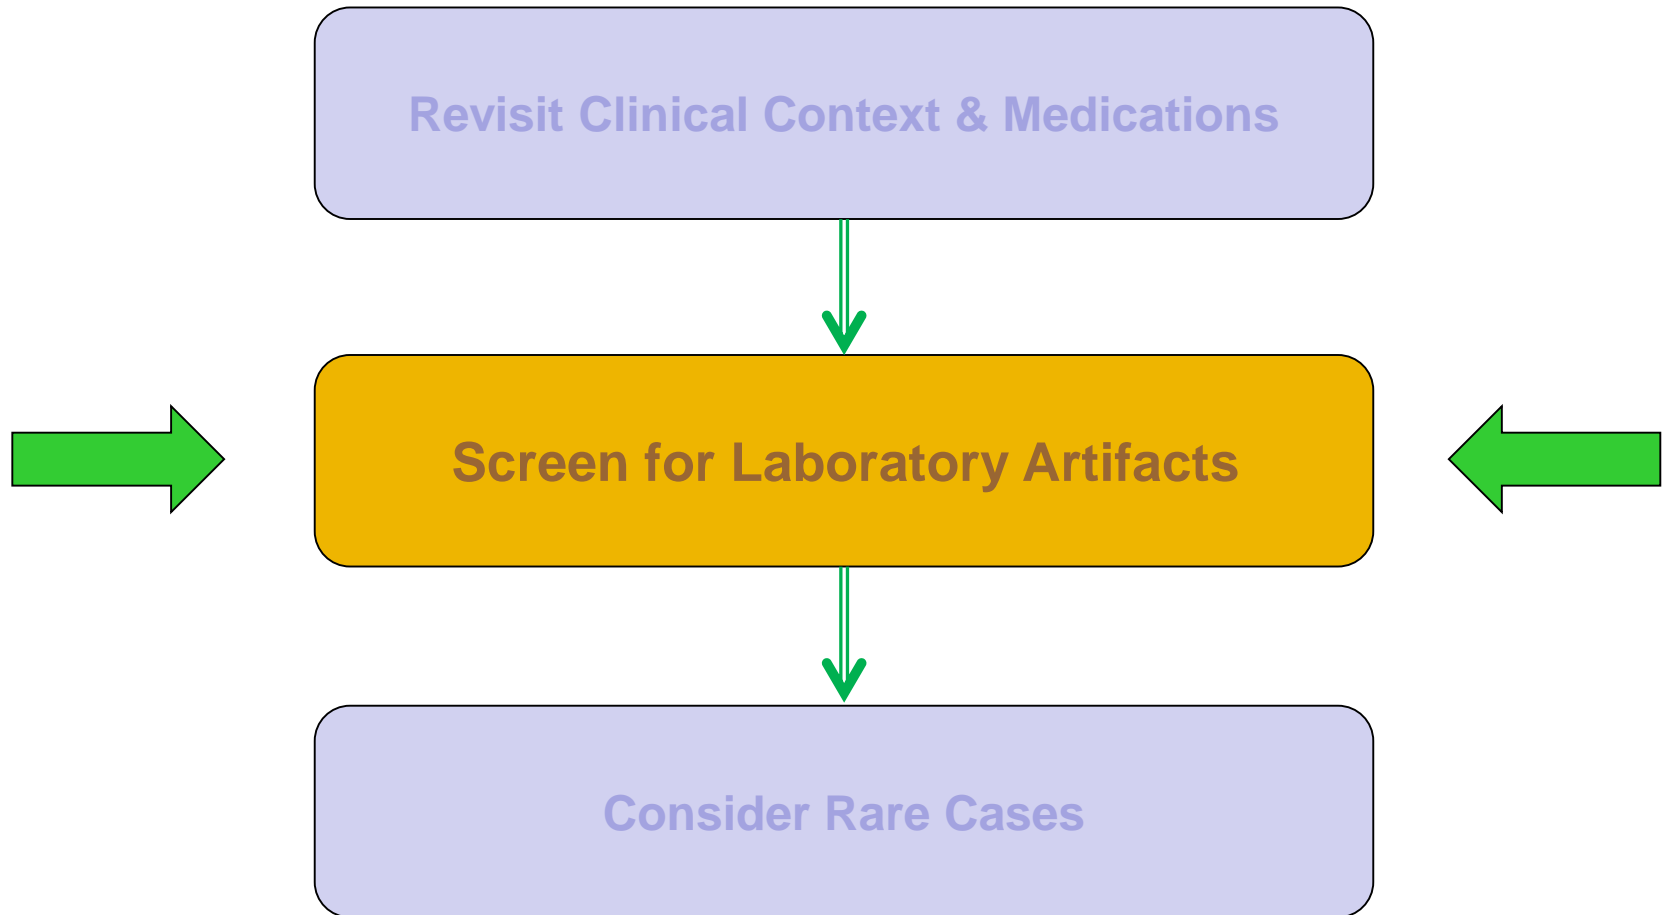 Revisit Clinical Context & Medications
Screen for Laboratory Artifacts
Consider Rare Cases